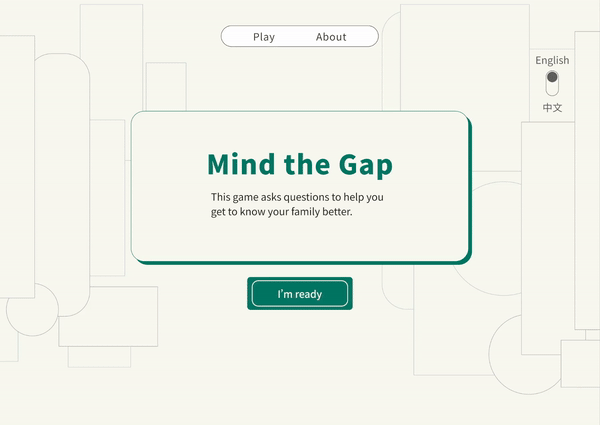 Play About
English
中文
Mind the Gap
This game asks questions to help you
get to know your family better.
I'm ready